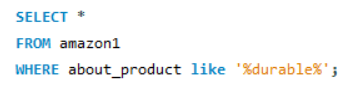 SELECT *
FROM amazon1
WHERE about_product like '%durable%';